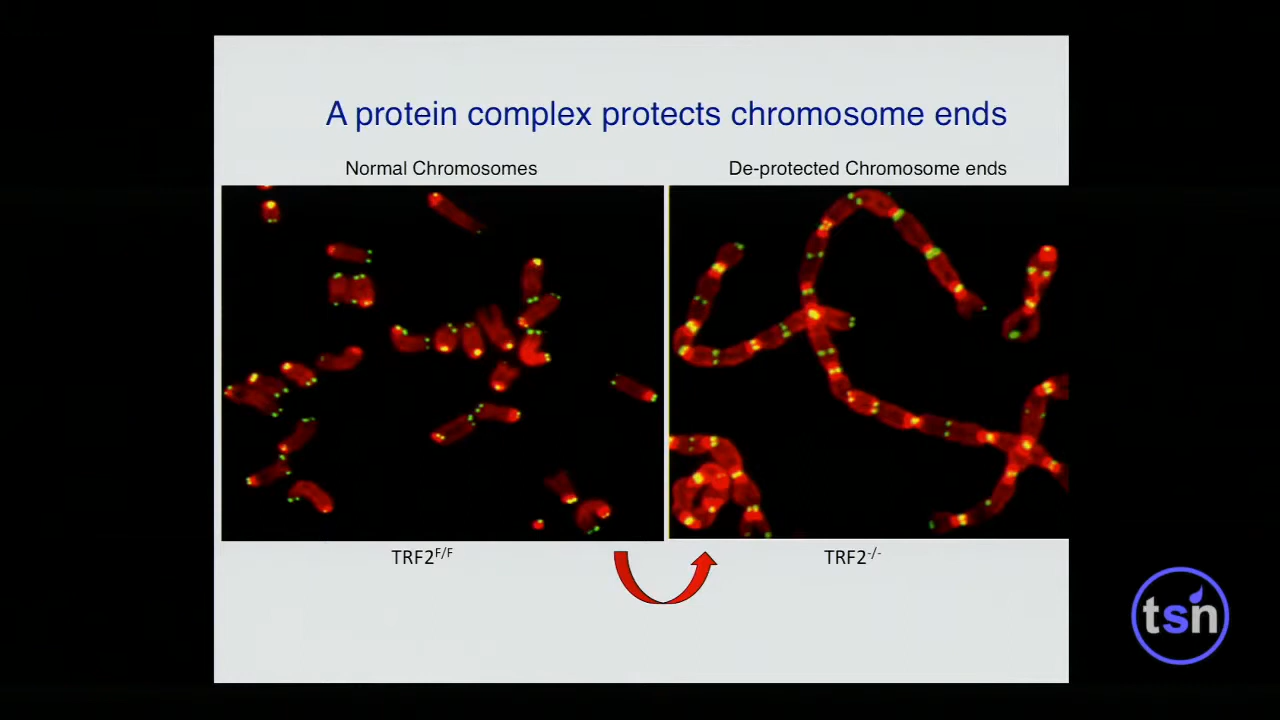 A protein complex protects chromosome ends
Normal Chromosomes
De-protected Chromosome ends
TRF2F/F
TRF2-/-
tsn